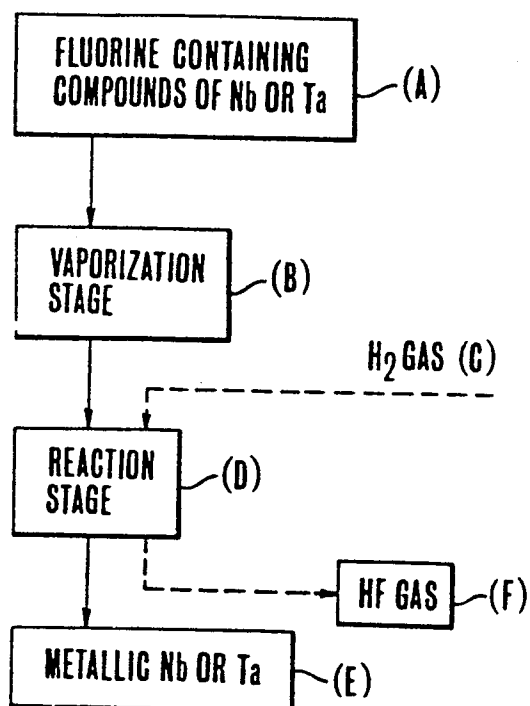 FLUORINE CONTAINING
COMPOUNDS OF Nb OR Ta
(A)
VAPORIZATION
STAGE
(B)
H2 GAS (C)
REACTION
STAGE
(D)
HF GAS
(F)
METALLIC Nb OR Ta
(E)